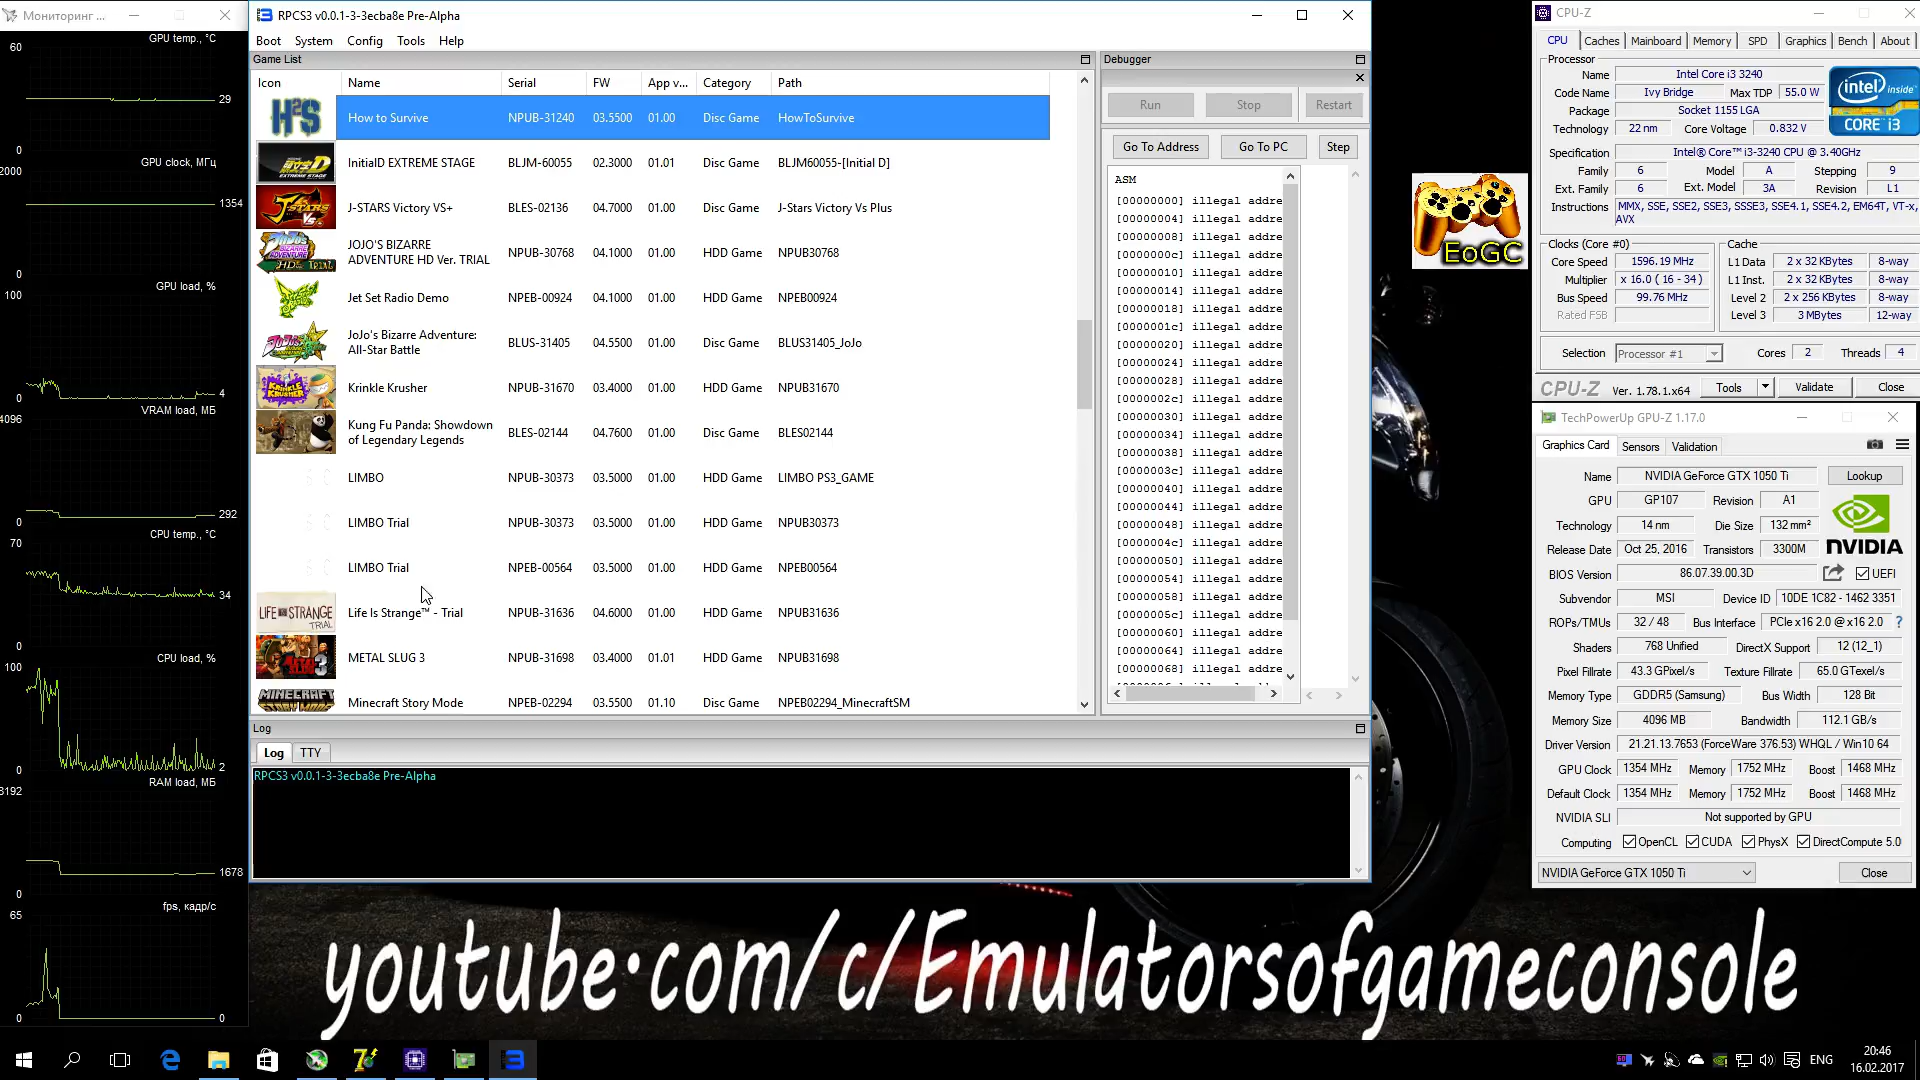 Мониторинг ...
60
GPU temp., °C
29
0
GPU clock, МГц
2000
1354
0
GPU load, %
100
4
0
VRAM load, МБ
4096
292
0
CPU temp., °C
70
34
0
CPU load, %
100
2
0
RAM load, МБ
1678
0
fps, кадр/с
65
0
0
RPCS3 v0.0.1-3-3ecba8e Pre-Alpha
Boot System Config Tools Help
Game List
Icon Name Serial FW App v... Category Path
H2S How to Survive NPUB-31240 03.5500 01.00 Disc Game HowToSurvive
InitialD EXTREME STAGE BLJM-60055 02.3000 01.01 Disc Game BLJM60055-[Initial D]
J-STARS Victory VS+ BLES-02136 04.7000 01.00 Disc Game J-Stars Victory Vs Plus
JOJO'S BIZARRE
ADVENTURE HD Ver. TRIAL NPUB-30768 04.1000 01.00 HDD Game NPUB30768
Jet Set Radio Demo NPEB-00924 04.1000 01.00 HDD Game NPEB00924
JoJo's Bizarre Adventure:
All-Star Battle BLUS-31405 04.5500 01.00 Disc Game BLUS31405_JoJo
Krinkle Krusher NPUB-31670 03.4000 01.00 HDD Game NPUB31670
Kung Fu Panda: Showdown
of Legendary Legends BLES-02144 04.7600 01.00 Disc Game BLES02144
LIMBO NPUB-30373 03.5000 01.00 HDD Game LIMBO PS3_GAME
LIMBO Trial NPUB-30373 03.5000 01.00 HDD Game NPUB30373
LIMBO Trial NPEB-00564 03.5000 01.00 HDD Game NPEB00564
LIFE IS STRANGE TRIAL Life Is Strange™ - Trial NPUB-31636 04.6000 01.00 HDD Game NPUB31636
METAL SLUG 3 NPUB-31698 03.4000 01.01 HDD Game NPUB31698
MINECRAFT Minecraft Story Mode NPEB-02294 03.5500 01.10 Disc Game NPEB02294_MinecraftSM
Debugger
Run Stop Restart
Go To Address Go To PC Step
ASM
[00000000] illegal addre
[00000004] illegal addre
[00000008] illegal addre
[0000000c] illegal addre
[00000010] illegal addre
[00000014] illegal addre
[00000018] illegal addre
[0000001c] illegal addre
[00000020] illegal addre
[00000024] illegal addre
[00000028] illegal addre
[0000002c] illegal addre
[00000030] illegal addre
[00000034] illegal addre
[00000038] illegal addre
[0000003c] illegal addre
[00000040] illegal addre
[00000044] illegal addre
[00000048] illegal addre
[0000004c] illegal addre
[00000050] illegal addre
[00000054] illegal addre
[00000058] illegal addre
[0000005c] illegal addre
[00000060] illegal addre
[00000064] illegal addre
[00000068] illegal addre
Log
Log TTY
RPCS3 v0.0.1-3-3ecba8e Pre-Alpha
EoGC
CPU-Z
CPU Caches Mainboard Memory SPD Graphics Bench About
Processor
Name Intel Core i3 3240
Code Name Ivy Bridge Max TDP 55.0 W
Package Socket 1155 LGA
Technology 22 nm Core Voltage 0.832 V
intel inside™
CORE i3
Specification Intel® Core™ i3-3240 CPU @ 3.40GHz
Family 6 Model A Stepping 9
Ext. Family 6 Ext. Model 3A Revision L1
Instructions MMX, SSE, SSE2, SSE3, SSSE3, SSE4.1, SSE4.2, EM64T, VT-x,
AVX
Clocks (Core #0) Cache
Core Speed 1596.19 MHz L1 Data 2 x 32 KBytes 8-way
Multiplier x 16.0 ( 16 - 34 ) L1 Inst. 2 x 32 KBytes 8-way
Bus Speed 99.76 MHz Level 2 2 x 256 KBytes 8-way
Rated FSB Level 3 3 MBytes 12-way
Selection Processor #1 Cores 2 Threads 4
CPU-Z Ver. 1.78.1.x64 Tools Validate Close
TechPowerUp GPU-Z 1.17.0
Graphics Card Sensors Validation
Name NVIDIA GeForce GTX 1050 Ti Lookup
GPU GP107 Revision A1
Technology 14 nm Die Size 132 mm²
Release Date Oct 25, 2016 Transistors 3300M
NVIDIA
BIOS Version 86.07.39.00.3D UEFI
Subvendor MSI Device ID 10DE 1C82 - 1462 3351
ROPs/TMUs 32 / 48 Bus Interface PCIe x16 2.0 @ x16 2.0 ?
Shaders 768 Unified DirectX Support 12 (12_1)
Pixel Fillrate 43.3 GPixel/s Texture Fillrate 65.0 GTexel/s
Memory Type GDDR5 (Samsung) Bus Width 128 Bit
Memory Size 4096 MB Bandwidth 112.1 GB/s
Driver Version 21.21.13.7653 (ForceWare 376.53) WHQL / Win10 64
GPU Clock 1354 MHz Memory 1752 MHz Boost 1468 MHz
Default Clock 1354 MHz Memory 1752 MHz Boost 1468 MHz
NVIDIA SLI Not supported by GPU
Computing OpenCL CUDA PhysX DirectCompute 5.0
NVIDIA GeForce GTX 1050 Ti Close
youtube.com/c/Emulatorsofgameconsole
ENG
20:46
16.02.2017